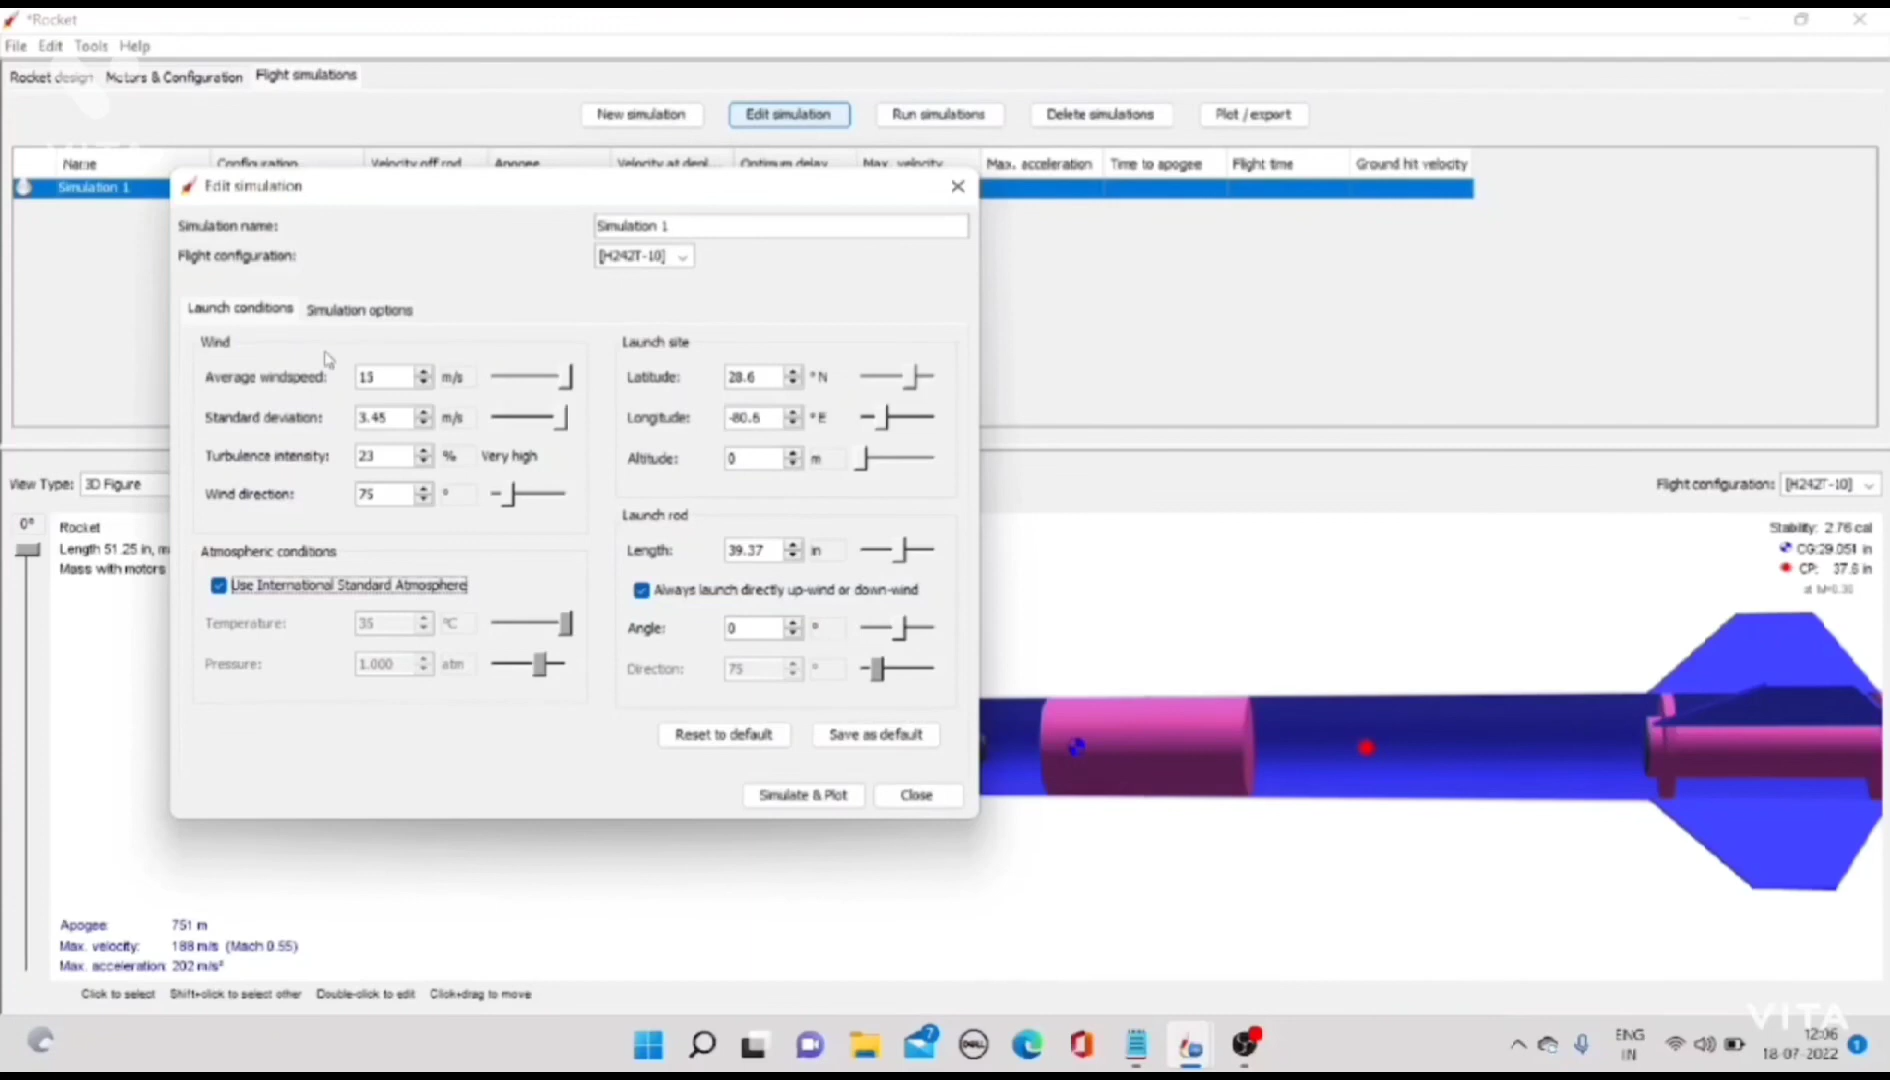 *Rocket
File Edit Tools Help
Rocket design Motors & Configuration Flight simulations
New simulation Edit simulation Run simulations Delete simulations Plot / export
Name Configuration Velocity off rod Apogee Velocity at depl... Optimum delay Max. velocity Max. acceleration Time to apogee Flight time Ground hit velocity
Simulation 1
Edit simulation
Simulation name: Simulation 1
Flight configuration: [H242T-10]
Launch conditions Simulation options
Wind
Average windspeed: 15 m/s
Standard deviation: 3.45 m/s
Turbulence intensity: 23 % Very high
Wind direction: 75 °
Atmospheric conditions
Use International Standard Atmosphere
Temperature: 35 °C
Pressure: 1.000 atm
Launch site
Latitude: 28.6 ° N
Longitude: -80.6 ° E
Altitude: 0 m
Launch rod
Length: 39.37 in
Always launch directly up-wind or down-wind
Angle: 0 °
Direction: 75 °
Reset to default Save as default
Simulate & Plot Close
View Type: 3D Figure
Flight configuration: [H242T-10]
0°
Rocket
Length 51.25 in, m
Mass with motors
Stability: 2.76 cal
CG:29.051 in
CP: 37.6 in
at M=0.30
Apogee: 751 m
Max. velocity: 188 m/s (Mach 0.55)
Max. acceleration: 202 m/s²
Click to select Shift+click to select other Double-click to edit Click+drag to move
VITA
7
DELL
ENG
IN
12:06
18-07-2022
1